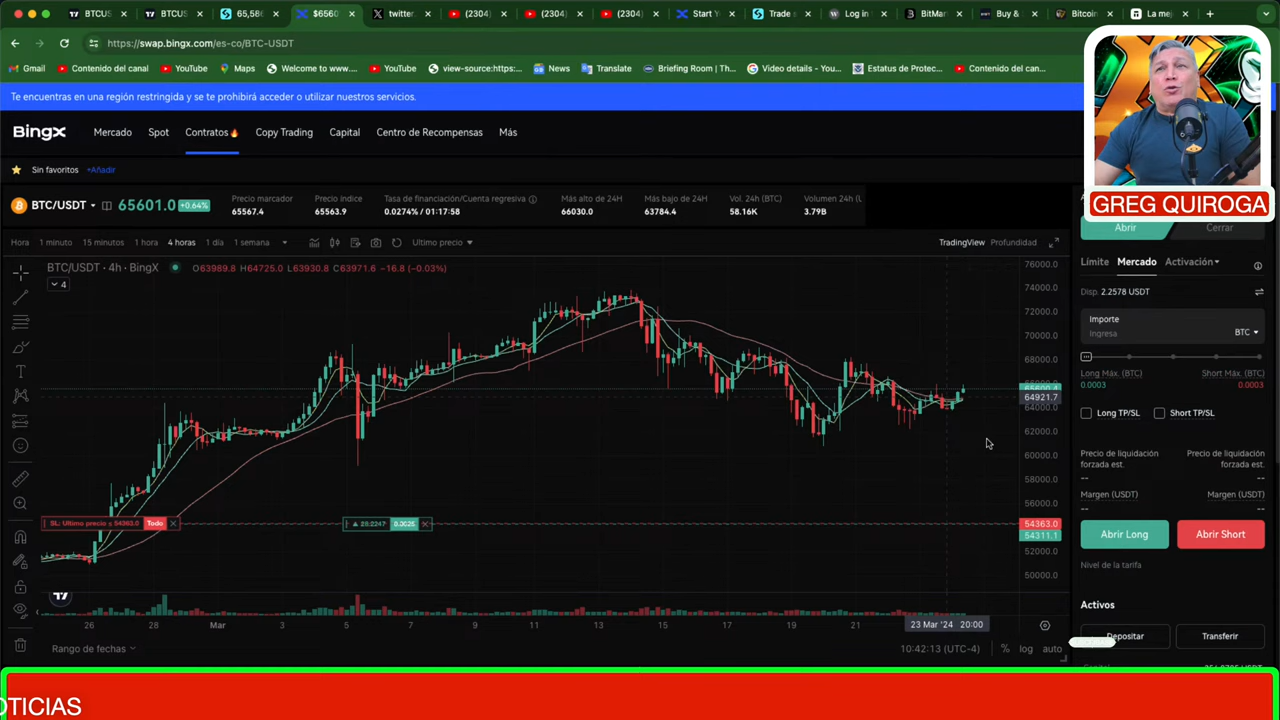 BTCUS
BTCUS
65,58
$6560
twitter
(2304)
(2304)
(2304)
Start Y
Trade s
Log in
BitMar
Buy &
Bitcoin
La mej
https://swap.bingx.com/es-co/BTC-USDT
Gmail
Contenido del canal
YouTube
Maps
Welcome to www....
YouTube
view-source:https:...
News
Translate
Briefing Room | Th...
Video details - You...
Estatus de Protec...
Contenido del can...
Te encuentras en una región restringida y se te prohibirá acceder o utilizar nuestros servicios.
BingX
Mercado
Spot
Contratos
Copy Trading
Capital
Centro de Recompensas
Más
Sin favoritos
+Añadir
BTC/USDT
65601.0
+0.64%
Precio marcador
65567.4
Precio índice
65563.9
Tasa de financiación/Cuenta regresiva
0.0274% / 01:17:58
Más alto de 24H
66030.0
Más bajo de 24H
63784.4
Vol. 24h (BTC)
58.16K
Volumen 24h (U
3.79B
GREG QUIROGA
Abrir
Cerrar
Hora
1 minuto
15 minutos
1 hora
4 horas
1 día
1 semana
Último precio
TradingView
Profundidad
BTC/USDT · 4h · BingX
O63989.8 H64725.0 L63930.8 C63971.6 -16.8 (-0.03%)
4
76000.0
74000.0
72000.0
70000.0
68000.0
64921.7
64000.0
62000.0
60000.0
58000.0
56000.0
54363.0
54311.1
52000.0
50000.0
SL: Último precio ≤ 54363.0
Todo
0.0025
26
28
Mar
3
5
7
9
11
13
15
17
19
21
23 Mar '24 20:00
Rango de fechas
10:42:13 (UTC-4)
%
log
auto
Límite
Mercado
Activación
Disp. 2.2578 USDT
Importe
Ingresa
BTC
Long Máx. (BTC)
0.0003
Short Máx. (BTC)
0.0003
Long TP/SL
Short TP/SL
Precio de liquidación
forzada est.
--
Precio de liquidación
forzada est.
--
Margen (USDT)
--
Margen (USDT)
--
Abrir Long
Abrir Short
Nivel de la tarifa
Activos
Depositar
Transferir
OTICIAS